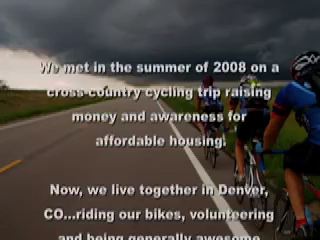 We met in the summer of 2008 on a
cross-country cycling trip raising
money and awareness for
affordable housing.
Now, we live together in Denver,
CO...riding our bikes, volunteering
and being generally awesome